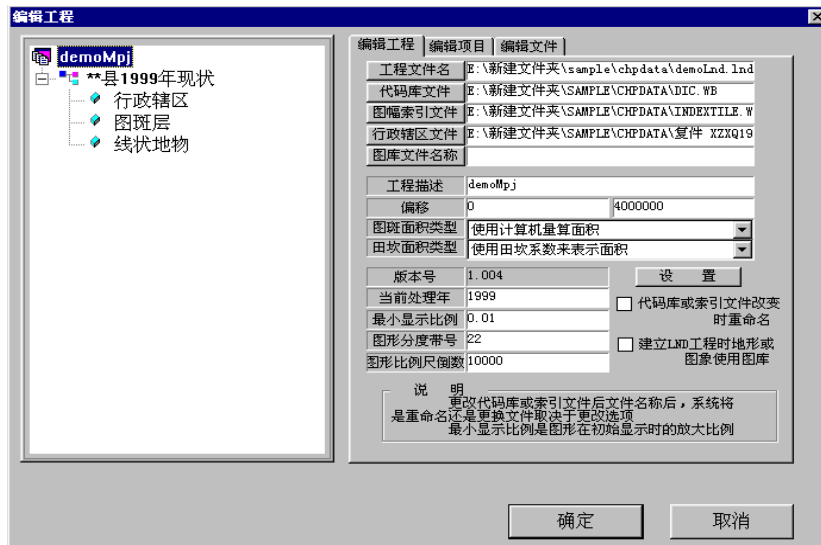 编辑工程
demoMpj
**县1999年现状
行政辖区
图斑层
线状地物
编辑工程 编辑项目 编辑文件
工程文件名 E:\新建文件夹\sample\chpdata\demoLnd.lnd
代码库文件 E:\新建文件夹\SAMPLE\CHPDATA\DIC.WB
图幅索引文件 E:\新建文件夹\SAMPLE\CHPDATA\INDEXTILE.W
行政辖区文件 E:\新建文件夹\SAMPLE\CHPDATA\复件 XZXQ19
图库文件名称
工程描述 demoMpj
偏移 0 4000000
图斑面积类型 使用计算机量算面积
田坎面积类型 使用田坎系数来表示面积
版本号 1.004 设 置
当前处理年 1999
代码库或索引文件改变
时重命名
最小显示比例 0.01
图形分度带号 22
建立LND工程时地形或
图象使用图库
图形比例尺倒数 10000
说 明
更改代码库或索引文件后文件名称后，系统将
是重命名还是更换文件取决于更改选项
最小显示比例是图形在初始显示时的放大比例
确定 取消